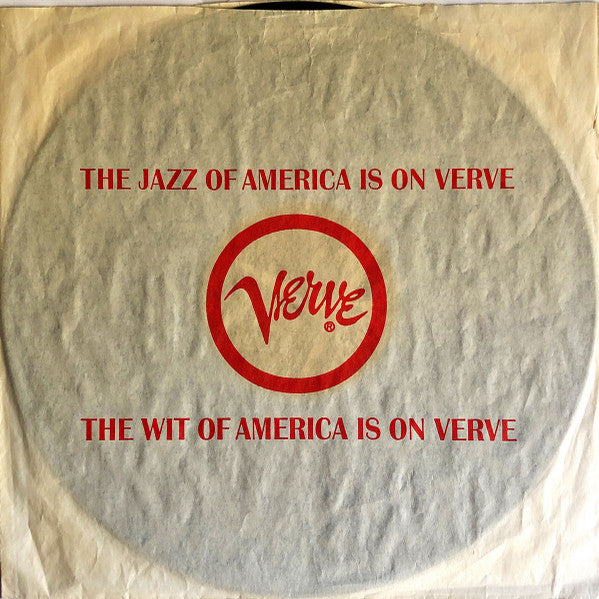 THE JAZZ OF AMERICA IS ON VERVE
Verve®
THE WIT OF AMERICA IS ON VERVE